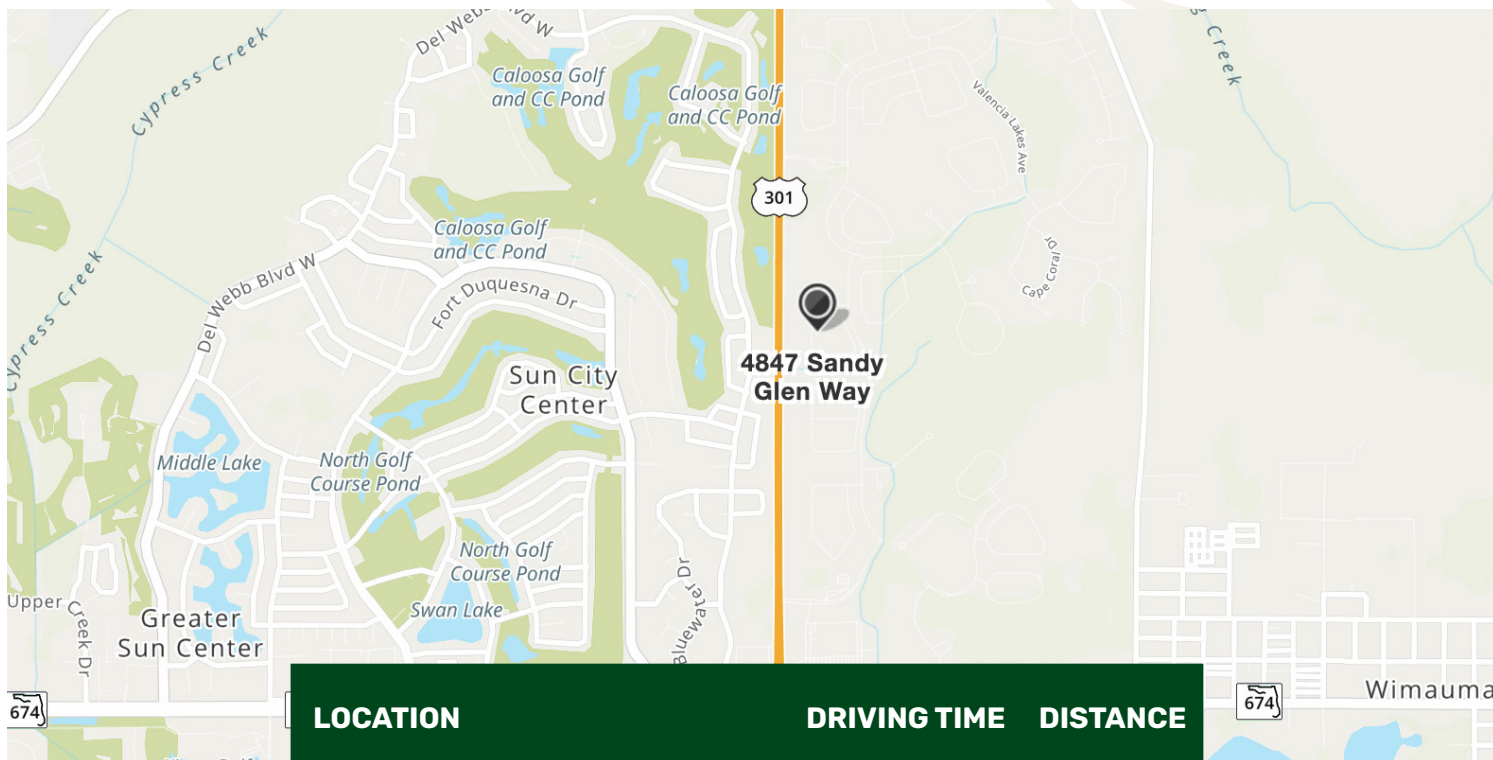 Del Webb Blvd W
Cypress Creek
Creek
Caloosa Golf
and CC Pond
Caloosa Golf
and CC Pond
Valencia Lakes Ave
301
Caloosa Golf
and CC Pond
Del Webb Blvd W
Fort Duquesna Dr
Cape Coral Dr
Cypress Creek
4847 Sandy
Glen Way
Sun City
Center
Middle Lake
North Golf
Course Pond
North Golf
Course Pond
Bluewater Dr
Swan Lake
Upper Creek Dr
Greater
Sun Center
674
674
Wimauma
LOCATION DRIVING TIME DISTANCE